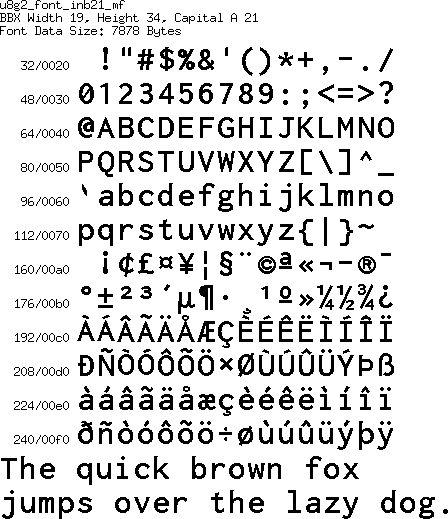 u8g2_font_inb21_mf
BBX Width 19, Height 34, Capital A 21
Font Data Size: 7878 Bytes
32/0020 !"#$%&'()*+,-./
48/0030 0123456789:;<=>?
64/0040 @ABCDEFGHIJKLMNO
80/0050 PQRSTUVWXYZ[\]^_
96/0060 `abcdefghijklmno
112/0070 pqrstuvwxyz{|}~
160/00a0 ¡¢£¤¥¦§¨©ª«¬-®¯
176/00b0 °±²³´µ¶·¸¹º»¼½¾¿
192/00c0 ÀÁÂÃÄÅÆÇÈÉÊËÌÍÎÏ
208/00d0 ÐÑÒÓÔÕÖ×ØÙÚÛÜÝÞß
224/00e0 àáâãäåæçèéêëìíîï
240/00f0 ðñòóôõö÷øùúûüýþÿ
The quick brown fox
jumps over the lazy dog.